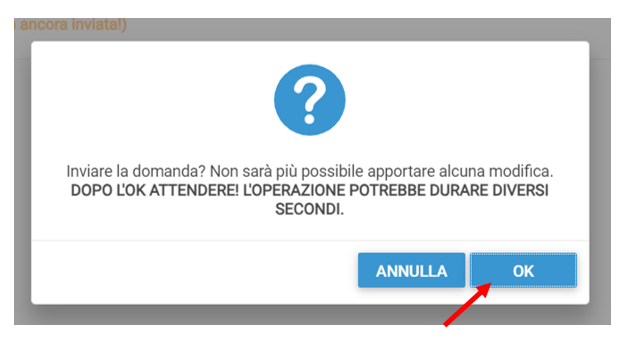 ancora inviata!)
?
Inviare la domanda? Non sarà più possibile apportare alcuna modifica.
DOPO L'OK ATTENDERE! L'OPERAZIONE POTREBBE DURARE DIVERSI
SECONDI.
ANNULLA OK